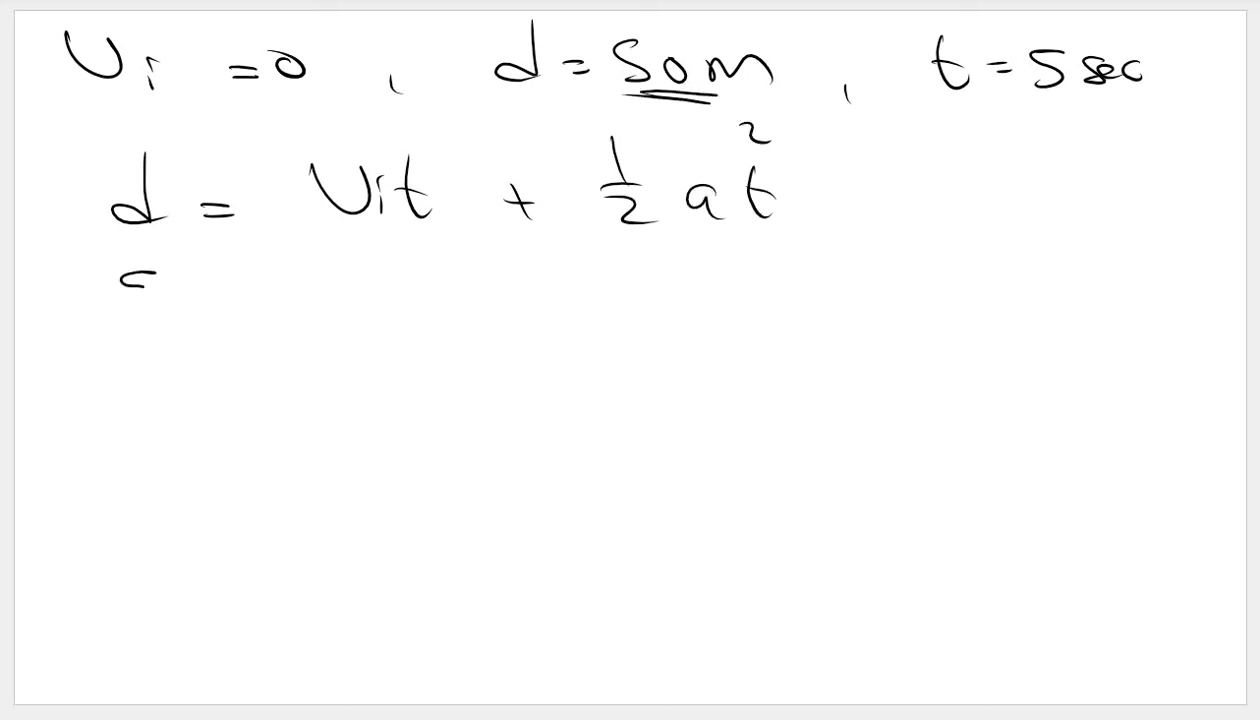 Vi = 0 , d = 50m , t = 5 sec
d = Vit + 1/2 at²